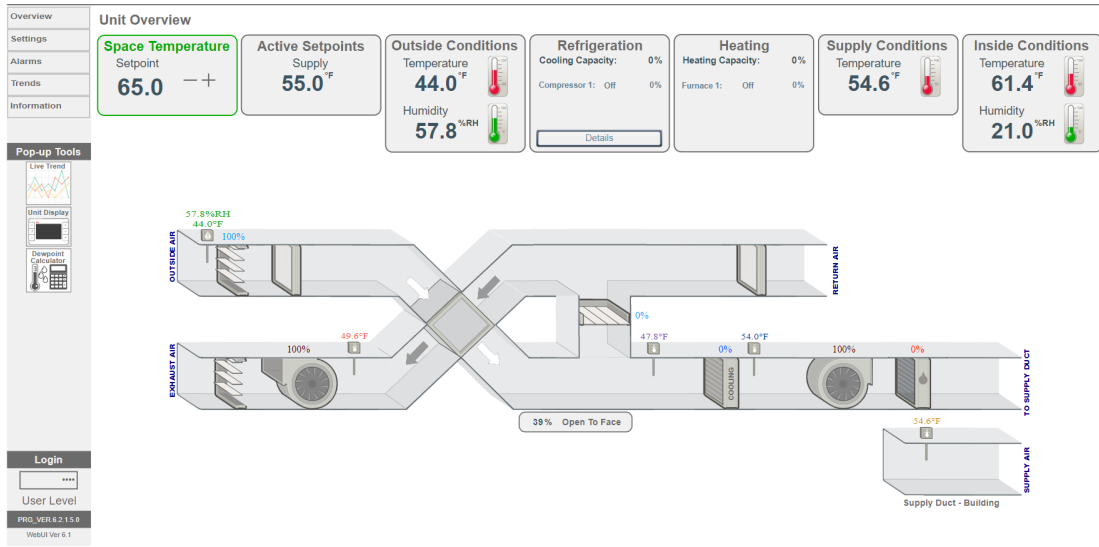 Overview
Settings
Alarms
Trends
Information
Pop-up Tools
Live Trend
Unit Display
Dewpoint
Calculator
Login
••••
User Level
PRG_VER.6.2.1.5.0
WebUI Ver 6.1
Unit Overview
Space Temperature
Setpoint
65.0 −+
Active Setpoints
Supply
55.0 °F
Outside Conditions
Temperature
44.0 °F
Humidity
57.8 %RH
Refrigeration
Cooling Capacity: 0%
Compressor 1: Off 0%
Details
Heating
Heating Capacity: 0%
Furnace 1: Off 0%
Supply Conditions
Temperature
54.6 °F
Inside Conditions
Temperature
61.4 °F
Humidity
21.0 %RH
57.8%RH
44.0°F
100%
OUTSIDE AIR
RETURN AIR
0%
EXHAUST AIR
100%
49.6°F
47.8°F
0%
54.0°F
100%
0%
COOLING
TO SUPPLY DUCT
39% Open To Face
54.6°F
SUPPLY AIR
Supply Duct - Building